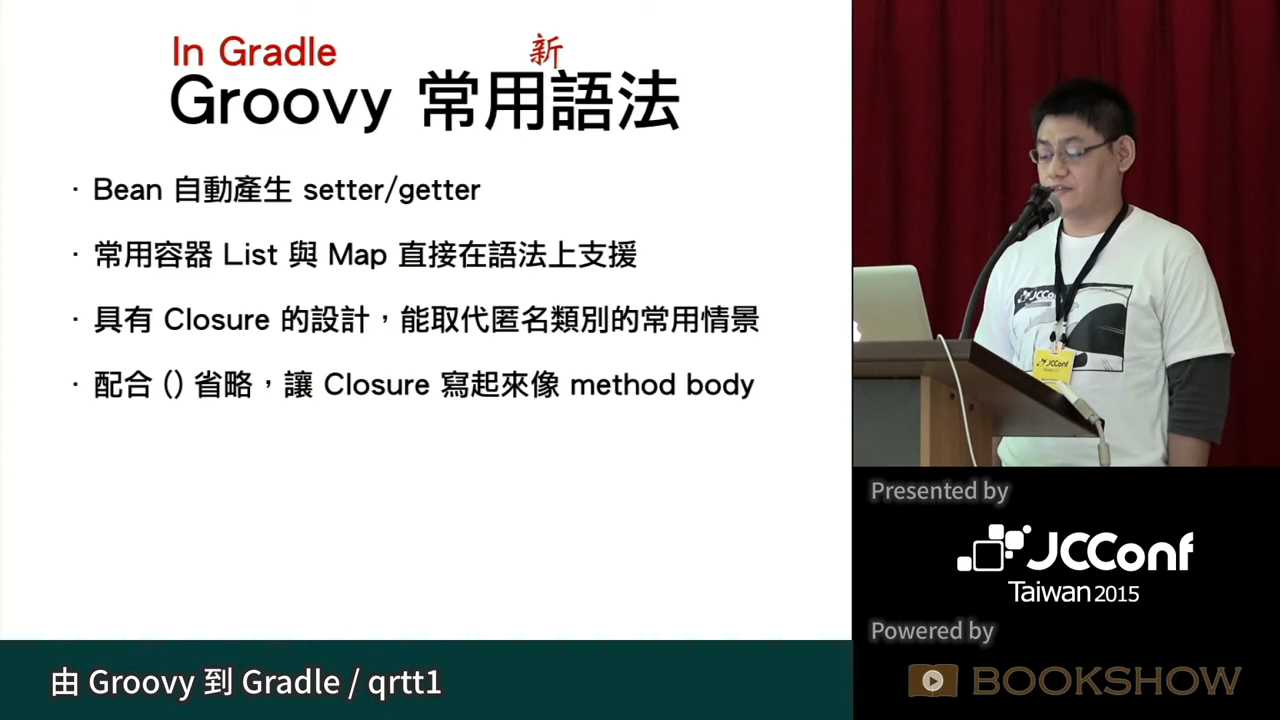 In Gradle
新
Groovy 常用語法
· Bean 自動產生 setter/getter
· 常用容器 List 與 Map 直接在語法上支援
· 具有 Closure 的設計，能取代匿名類別的常用情景
· 配合 () 省略，讓 Closure 寫起來像 method body
JCConf
JCConf
Presented by
JCConf
Taiwan 2015
Powered by
BOOKSHOW
由 Groovy 到 Gradle / qrtt1